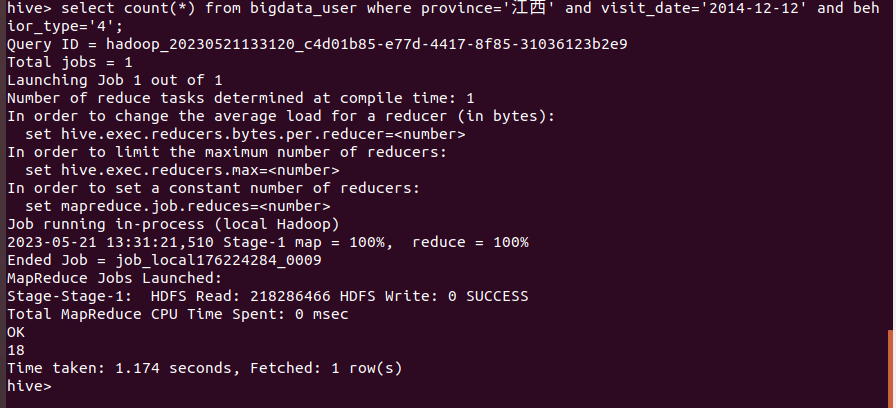 hive> select count(*) from bigdata_user where province='江西' and visit_date='2014-12-12' and beh
ior_type='4';
Query ID = hadoop_20230521133120_c4d01b85-e77d-4417-8f85-31036123b2e9
Total jobs = 1
Launching Job 1 out of 1
Number of reduce tasks determined at compile time: 1
In order to change the average load for a reducer (in bytes):
  set hive.exec.reducers.bytes.per.reducer=<number>
In order to limit the maximum number of reducers:
  set hive.exec.reducers.max=<number>
In order to set a constant number of reducers:
  set mapreduce.job.reduces=<number>
Job running in-process (local Hadoop)
2023-05-21 13:31:21,510 Stage-1 map = 100%,  reduce = 100%
Ended Job = job_local176224284_0009
MapReduce Jobs Launched:
Stage-Stage-1:  HDFS Read: 218286466 HDFS Write: 0 SUCCESS
Total MapReduce CPU Time Spent: 0 msec
OK
18
Time taken: 1.174 seconds, Fetched: 1 row(s)
hive>